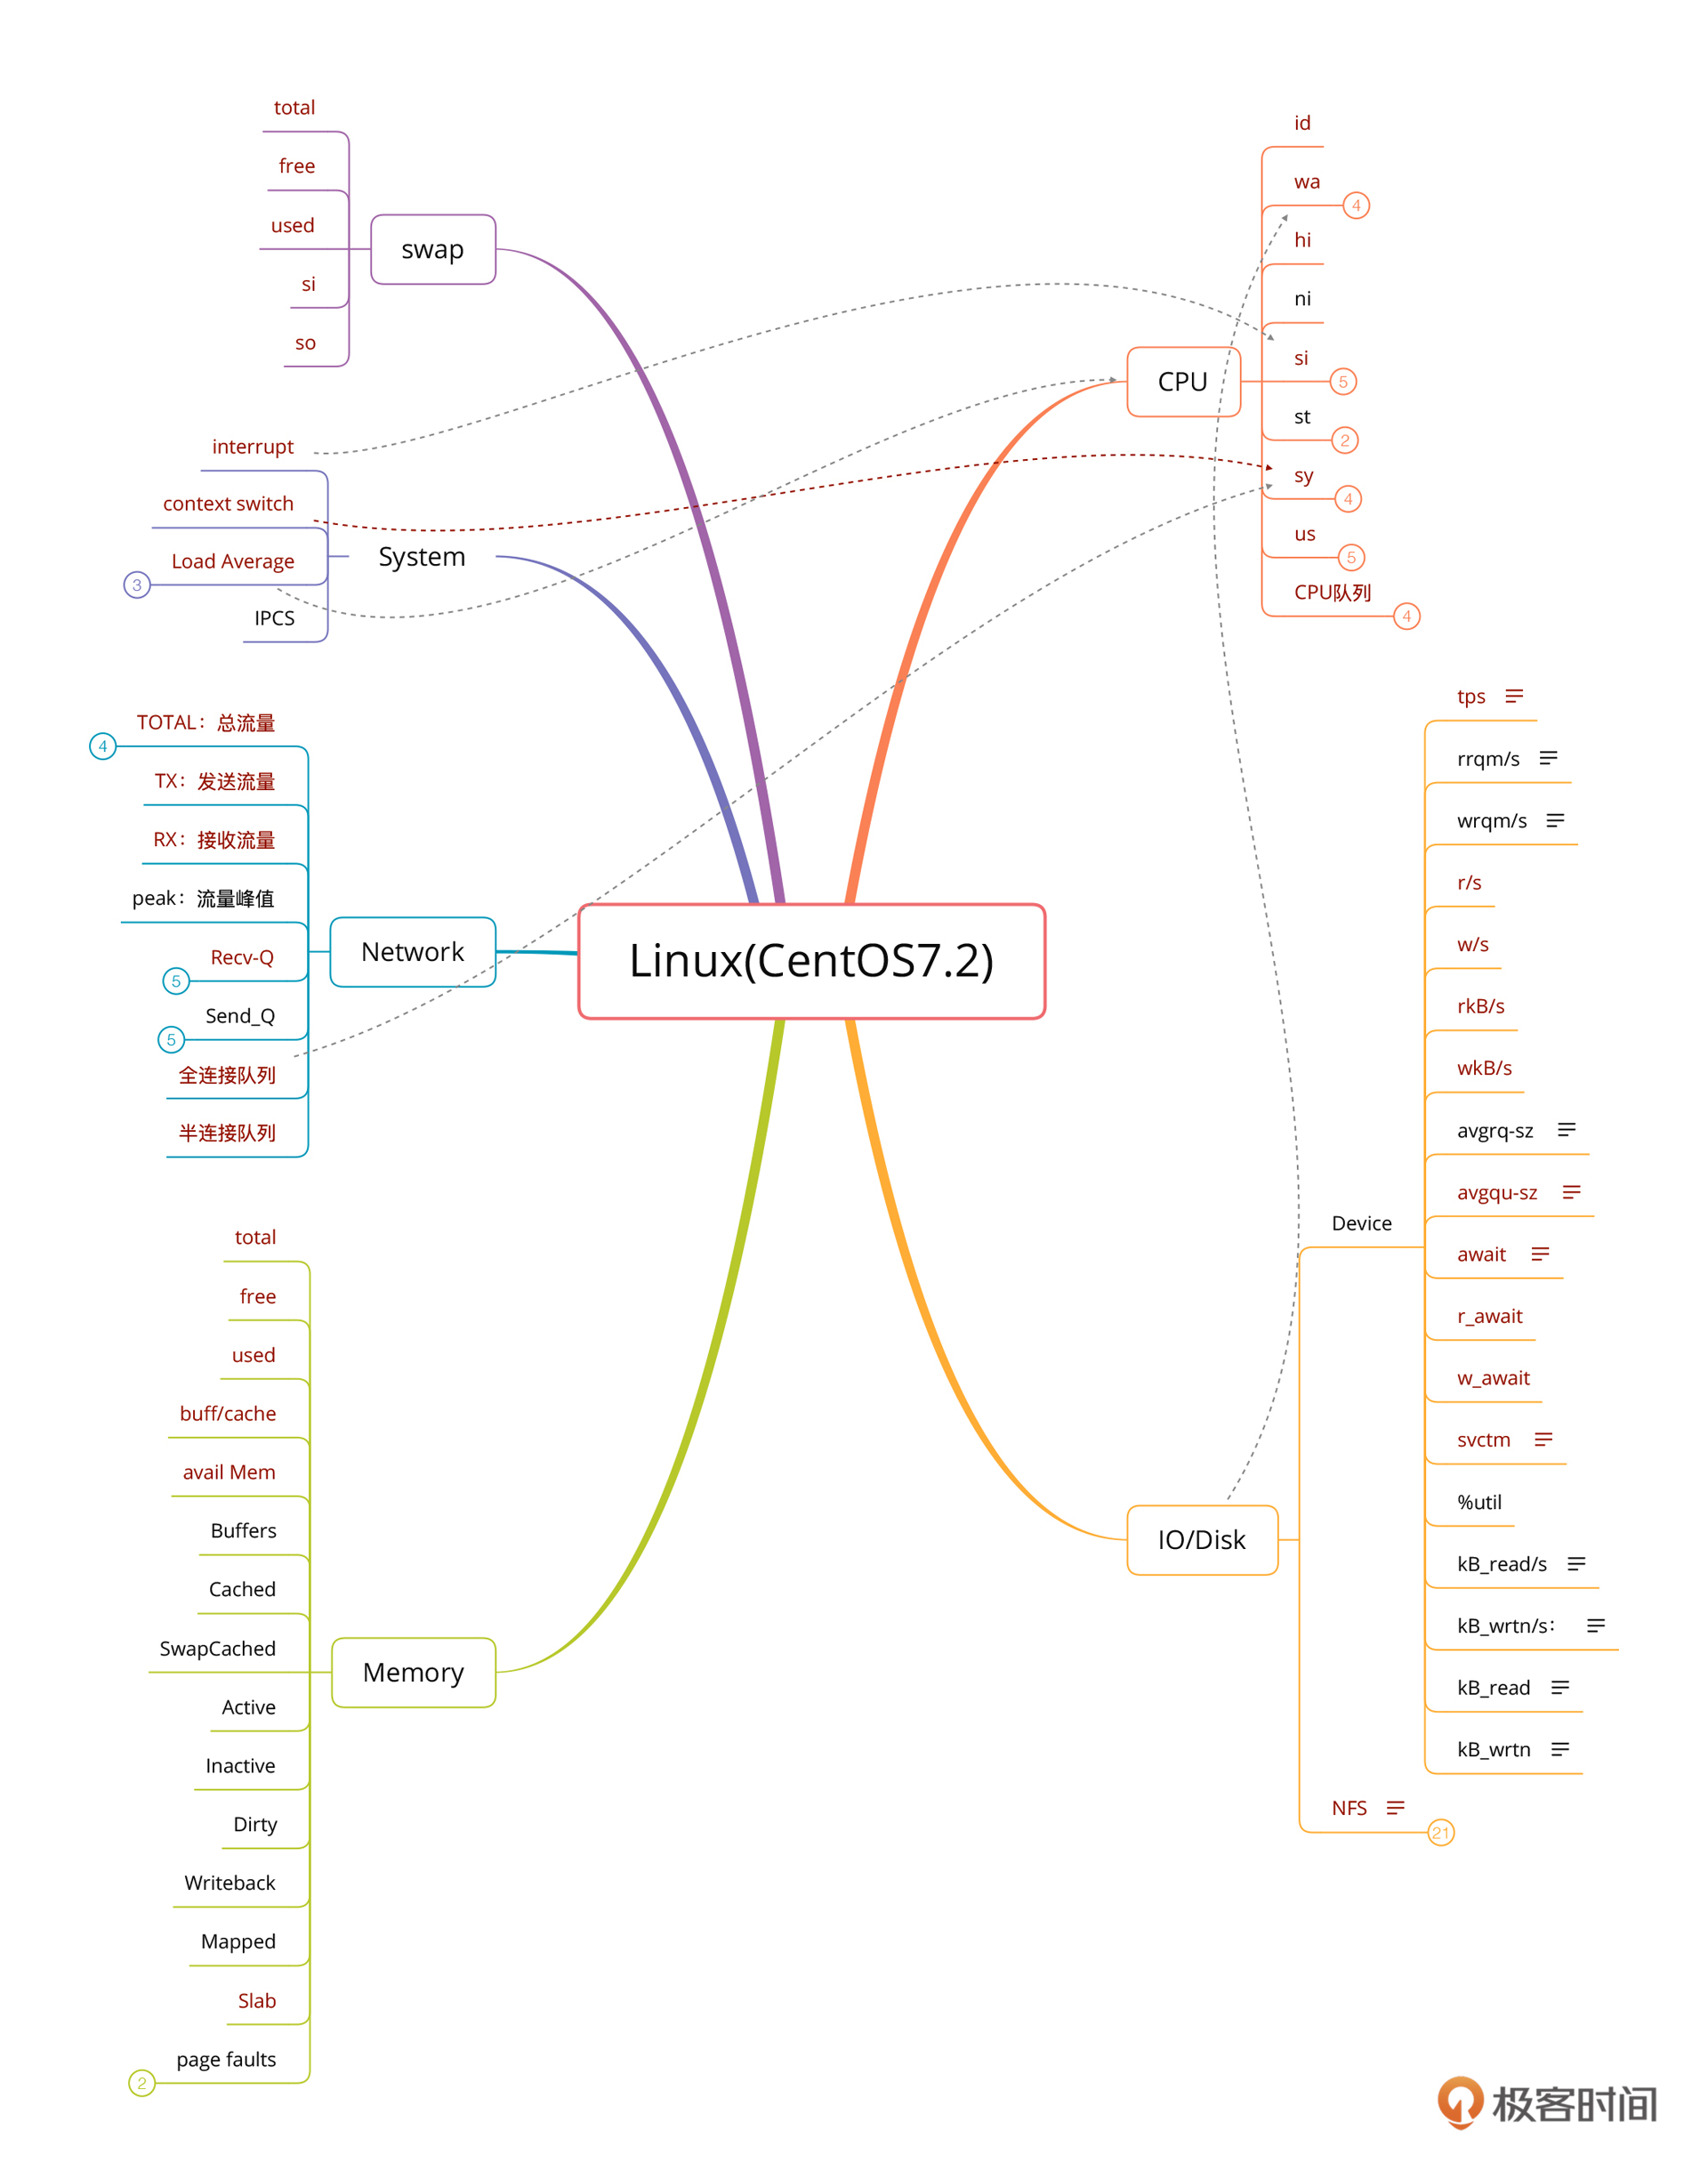 total
free
used
si
so
swap
interrupt
context switch
Load Average
3
IPCS
System
TOTAL：总流量
4
TX：发送流量
RX：接收流量
peak：流量峰值
Recv-Q
5
Send_Q
5
全连接队列
半连接队列
Network
total
free
used
buff/cache
avail Mem
Buffers
Cached
SwapCached
Active
Inactive
Dirty
Writeback
Mapped
Slab
page faults
2
Memory
Linux(CentOS7.2)
CPU
id
wa
4
hi
ni
si
5
st
2
sy
4
us
5
CPU队列
4
IO/Disk
Device
tps
rrqm/s
wrqm/s
r/s
w/s
rkB/s
wkB/s
avgrq-sz
avgqu-sz
await
r_await
w_await
svctm
%util
kB_read/s
kB_wrtn/s：
kB_read
kB_wrtn
NFS
21
极客时间